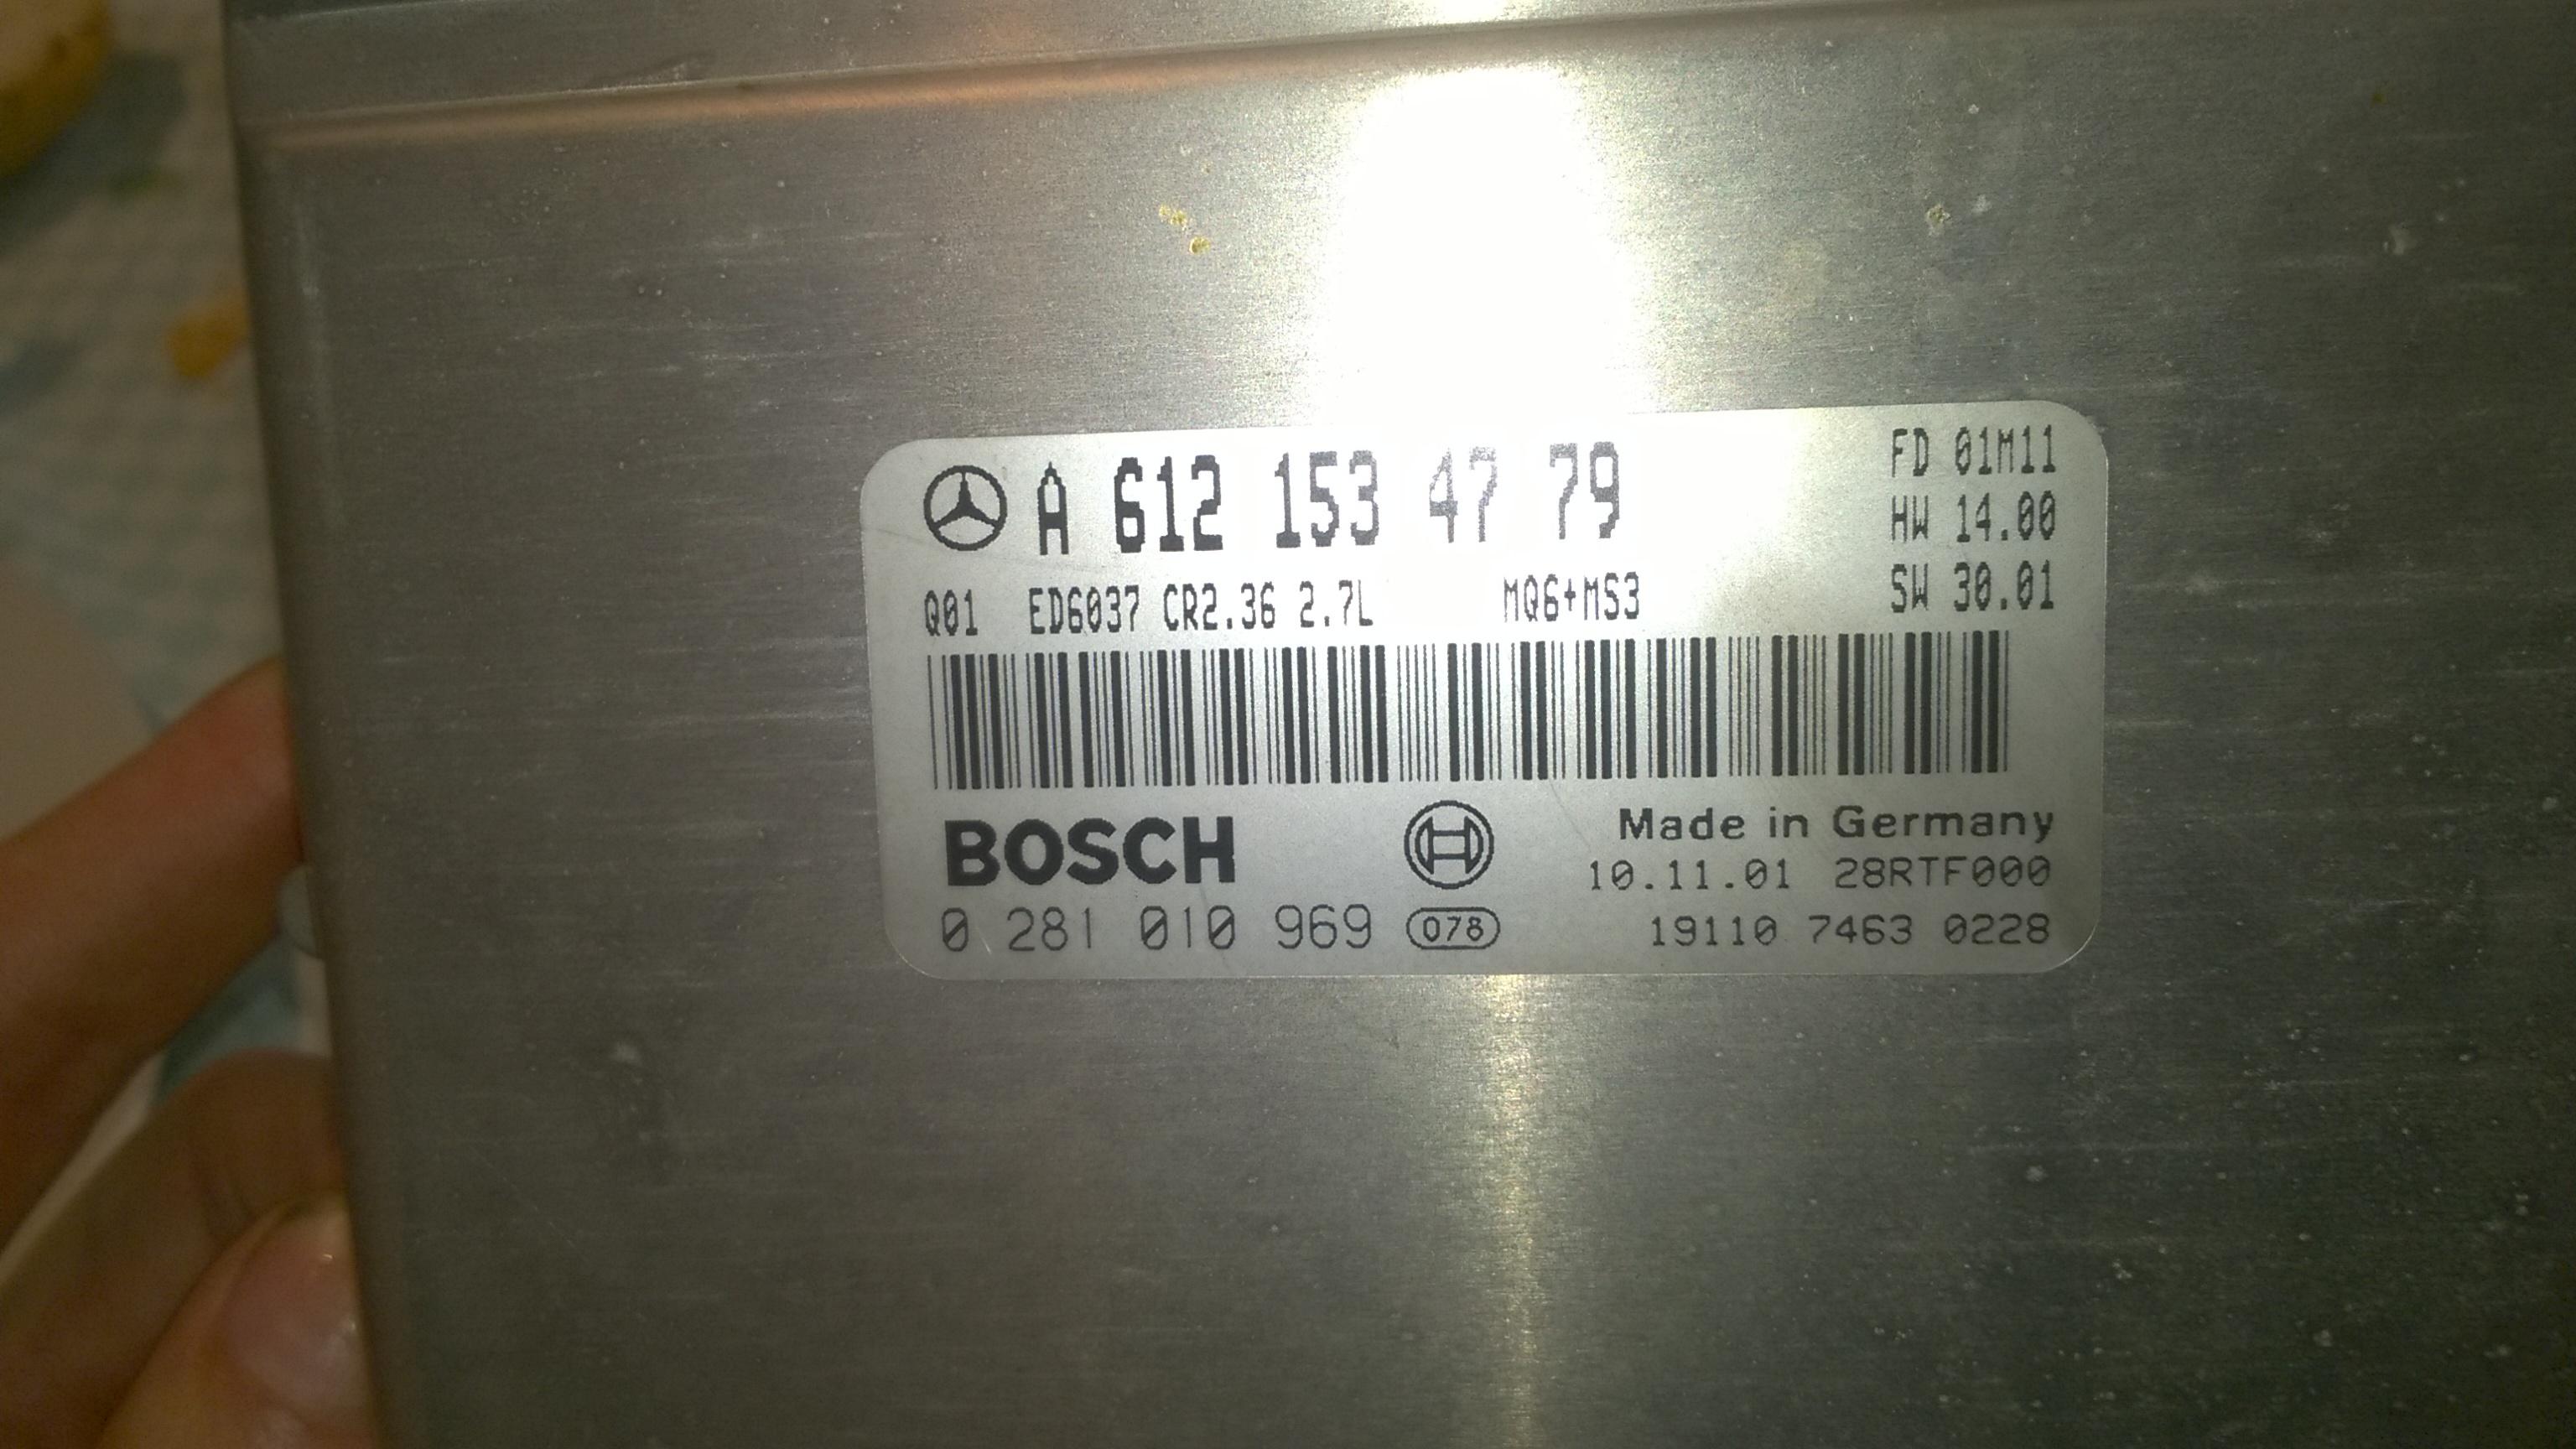 A 612 153 47 79
FD 01M11
HW 14.00
Q01 ED6037 CR2.36 2.7L MQ6+MS3
SW 30.01
BOSCH
Made in Germany
10.11.01 28RTF000
0 281 010 969 078
19110 7463 0228